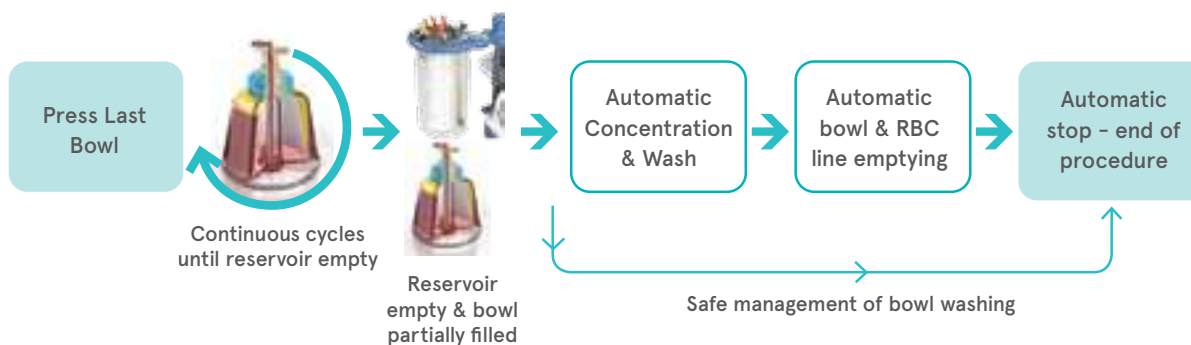 Press Last
Bowl
Continuous cycles
until reservoir empty
Reservoir
empty & bowl
partially filled
Automatic
Concentration
& Wash
Automatic
bowl & RBC
line emptying
Automatic
stop - end of
procedure
Safe management of bowl washing